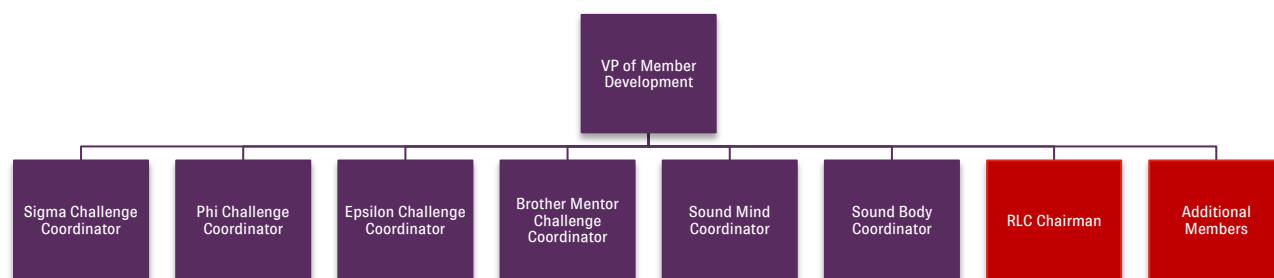 VP of Member
Development
Sigma Challenge
Coordinator
Phi Challenge
Coordinator
Epsilon Challenge
Coordinator
Brother Mentor
Challenge
Coordinator
Sound Mind
Coordinator
Sound Body
Coordinator
RLC Chairman
Additional
Members